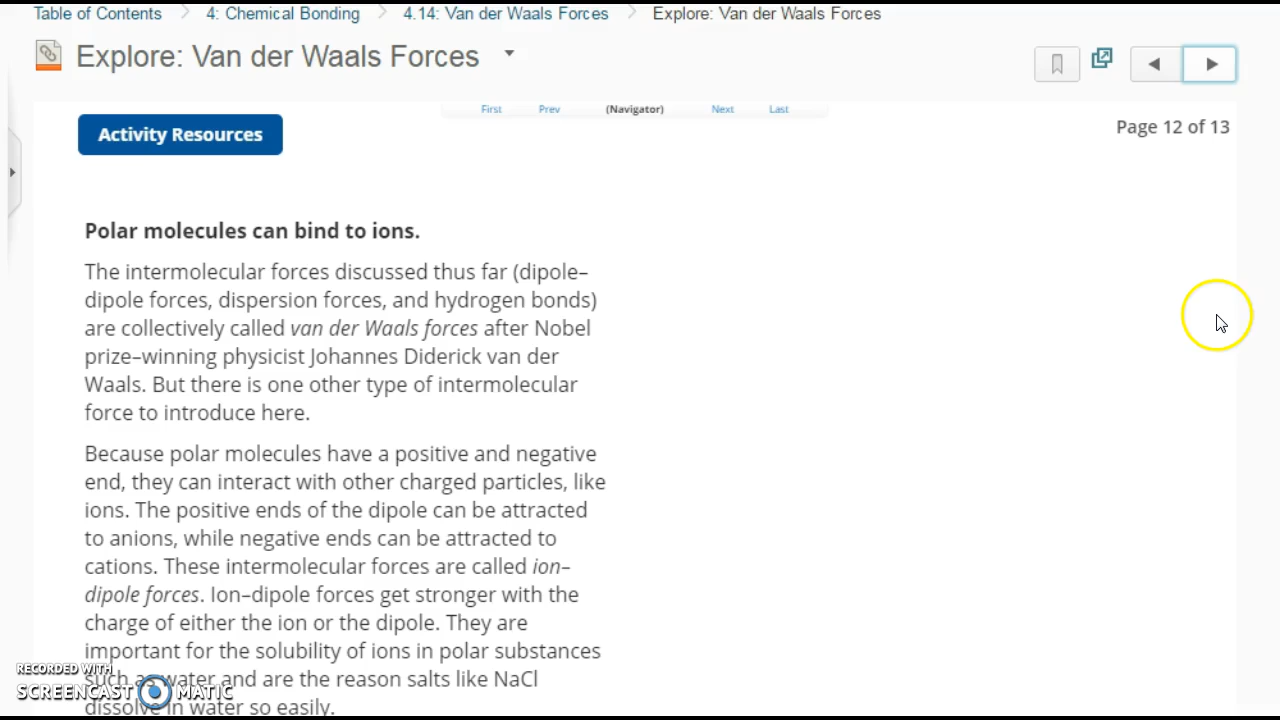 Table of Contents > 4: Chemical Bonding > 4.14: Van der Waals Forces > Explore: Van der Waals Forces
Explore: Van der Waals Forces
First Prev (Navigator) Next Last
Activity Resources
Page 12 of 13
Polar molecules can bind to ions.
The intermolecular forces discussed thus far (dipole–
dipole forces, dispersion forces, and hydrogen bonds)
are collectively called van der Waals forces after Nobel
prize–winning physicist Johannes Diderick van der
Waals. But there is one other type of intermolecular
force to introduce here.
Because polar molecules have a positive and negative
end, they can interact with other charged particles, like
ions. The positive ends of the dipole can be attracted
to anions, while negative ends can be attracted to
cations. These intermolecular forces are called ion–
dipole forces. Ion–dipole forces get stronger with the
charge of either the ion or the dipole. They are
important for the solubility of ions in polar substances
such as water and are the reason salts like NaCl
dissolve in water so easily.
RECORDED WITH
SCREENCAST MATIC